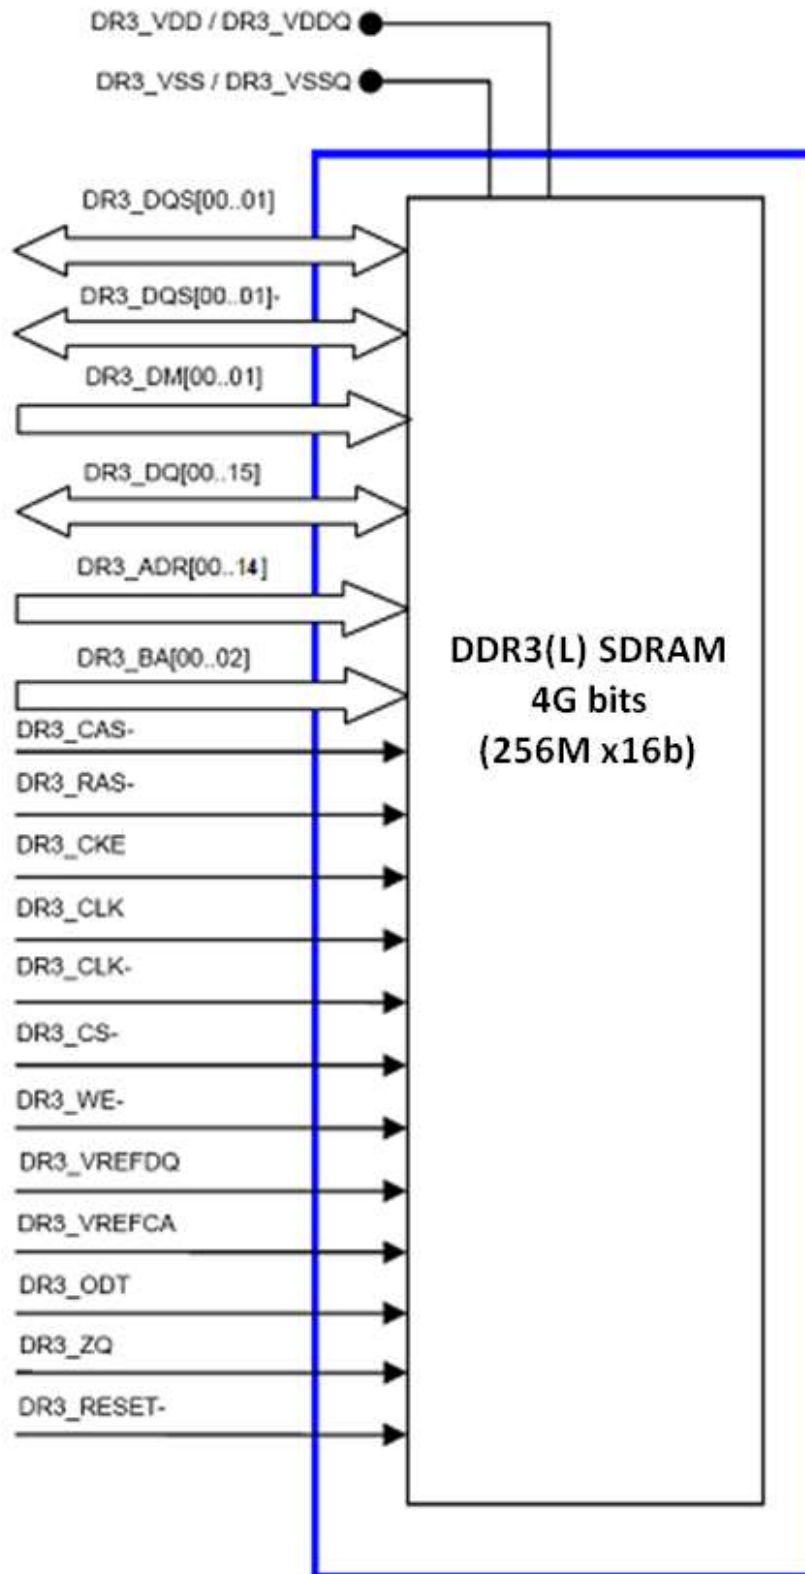 DR3_VDD / DR3_VDDQ
DR3_VSS / DR3_VSSQ
DR3_DQS[00..01]
DR3_DQS[00..01]-
DR3_DM[00..01]
DR3_DQ[00..15]
DR3_ADR[00..14]
DR3_BA[00..02]
DDR3(L) SDRAM
4G bits
(256M x16b)
DR3_CAS-
DR3_RAS-
DR3_CKE
DR3_CLK
DR3_CLK-
DR3_CS-
DR3_WE-
DR3_VREFDQ
DR3_VREFCA
DR3_ODT
DR3_ZQ
DR3_RESET-